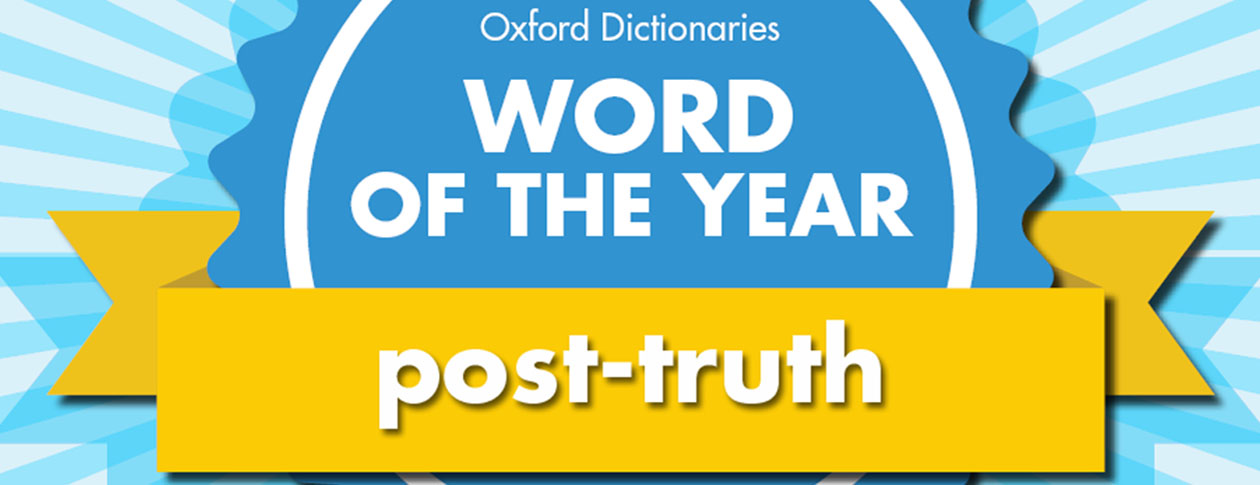 Oxford Dictionaries
WORD
OF THE YEAR
post-truth